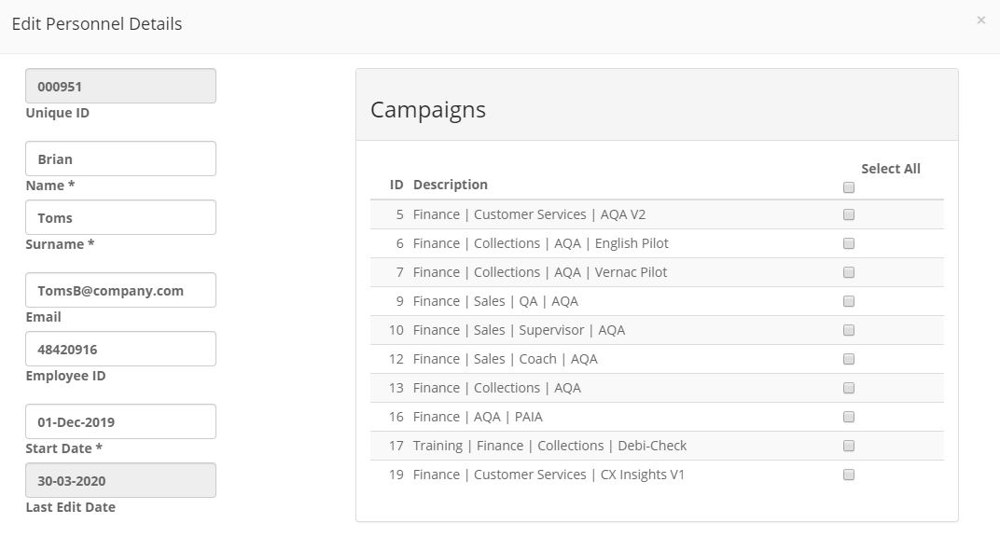 Edit Personnel Details
×
000951
Unique ID
Brian
Name *
Toms
Surname *
TomsB@company.com
Email
48420916
Employee ID
01-Dec-2019
Start Date *
30-03-2020
Last Edit Date
Campaigns
Select All
ID Description
5 Finance | Customer Services | AQA V2
6 Finance | Collections | AQA | English Pilot
7 Finance | Collections | AQA | Vernac Pilot
9 Finance | Sales | QA | AQA
10 Finance | Sales | Supervisor | AQA
12 Finance | Sales | Coach | AQA
13 Finance | Collections | AQA
16 Finance | AQA | PAIA
17 Training | Finance | Collections | Debi-Check
19 Finance | Customer Services | CX Insights V1